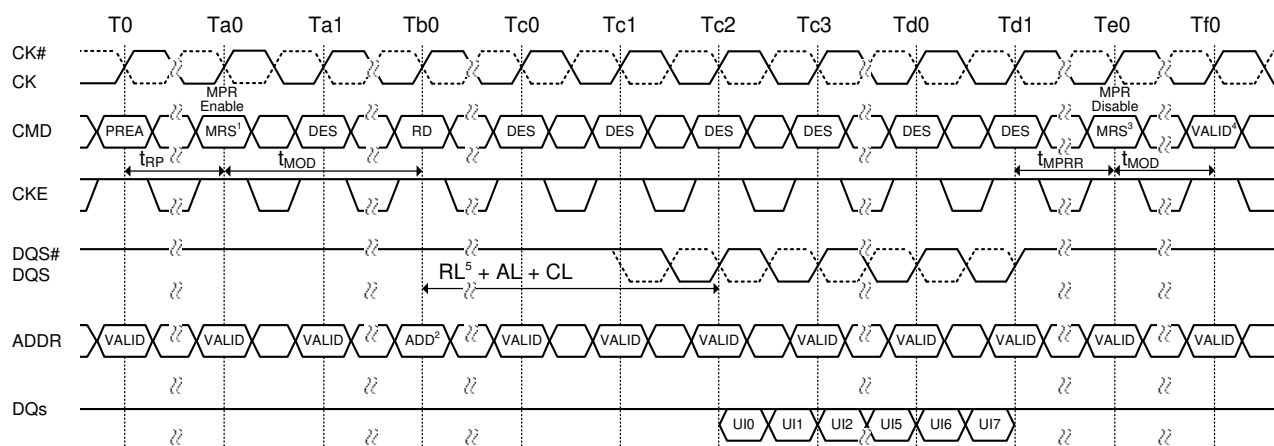 T0 Ta0 Ta1 Tb0 Tc0 Tc1 Tc2 Tc3 Td0 Td1 Te0 Tf0
CK#
CK
MPR
Enable
MPR
Disable
CMD PREA MRS¹ DES RD DES DES DES DES DES DES MRS³ VALID⁴
tRP tMOD tMPRR tMOD
CKE
DQS#
DQS
RL⁵ + AL + CL
ADDR VALID VALID VALID ADD² VALID VALID VALID VALID VALID VALID VALID VALID
DQs
UI0 UI1 UI2 UI5 UI6 UI7